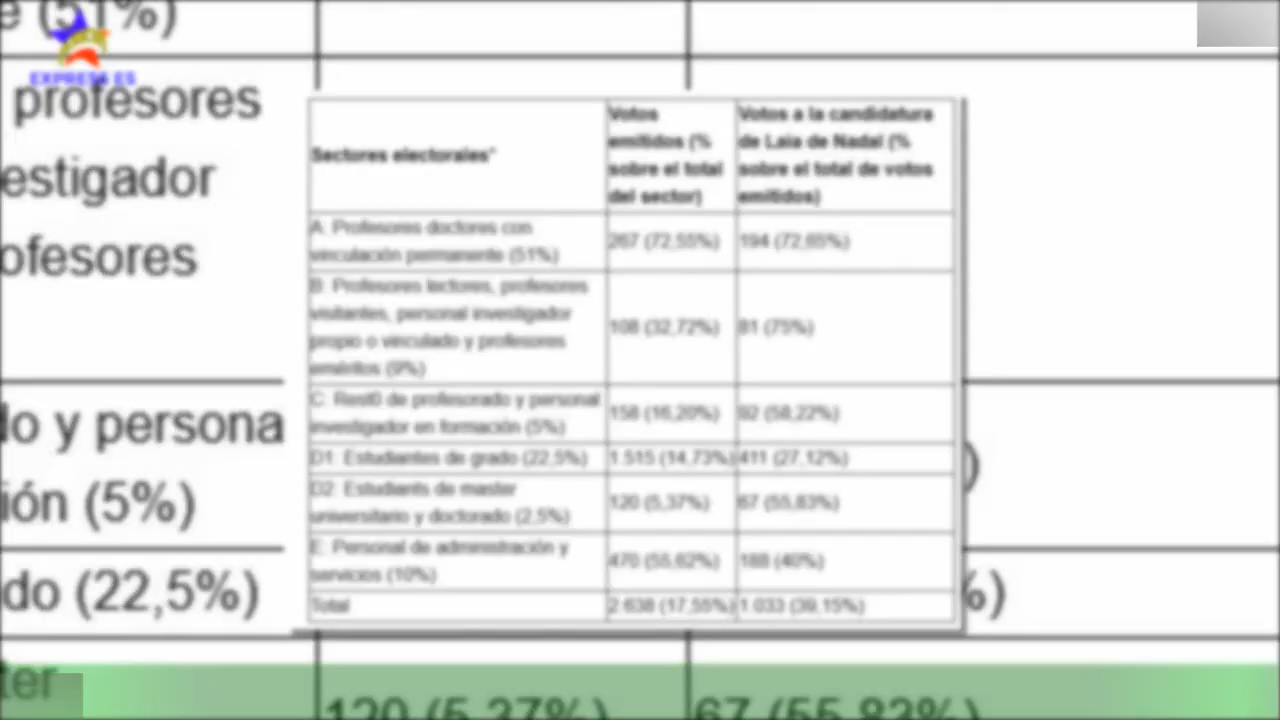 e (51%)
EXPRESS ES
profesores
estigador
ofesores
do y persona
ión (5%)
do (22,5%)
ter
120 (5,37%)
67 (55,83%)
%)
)
Sectores electorales*
Votos
emitidos (%
sobre el total
del sector)
Votos a la candidatura
de Laia de Nadal (%
sobre el total de votos
emitidos)
A: Profesores doctores con
vinculación permanente (51%)
267 (72,55%)
194 (72,65%)
B: Profesores lectores, profesores
visitantes, personal investigador
propio o vinculado y profesores
eméritos (9%)
108 (32,72%)
81 (75%)
C: Rest0 de profesorado y personal
investigador en formación (5%)
158 (16,20%)
92 (58,22%)
D1: Estudiantes de grado (22,5%)
1.515 (14,73%)
411 (27,12%)
D2: Estudiants de master
universitario y doctorado (2,5%)
120 (5,37%)
67 (55,83%)
E: Personal de administración y
servicios (10%)
470 (55,62%)
188 (40%)
Total
2.638 (17,55%)
1.033 (39,15%)